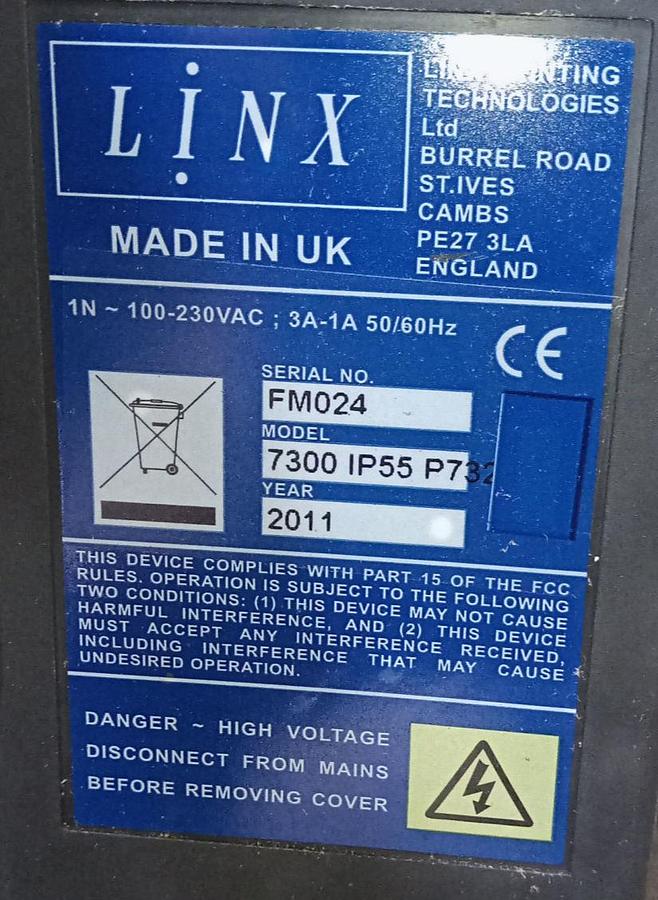 LINX
LINX PRINTING
TECHNOLOGIES
Ltd
BURREL ROAD
ST.IVES
CAMBS
PE27 3LA
ENGLAND
MADE IN UK
1N ~ 100-230VAC ; 3A-1A 50/60Hz
CE
SERIAL NO.
FM024
MODEL
7300 IP55 P732
YEAR
2011
THIS DEVICE COMPLIES WITH PART 15 OF THE FCC
RULES. OPERATION IS SUBJECT TO THE FOLLOWING
TWO CONDITIONS: (1) THIS DEVICE MAY NOT CAUSE
HARMFUL INTERFERENCE, AND (2) THIS DEVICE
MUST ACCEPT ANY INTERFERENCE RECEIVED,
INCLUDING INTERFERENCE THAT MAY CAUSE
UNDESIRED OPERATION.
DANGER ~ HIGH VOLTAGE
DISCONNECT FROM MAINS
BEFORE REMOVING COVER